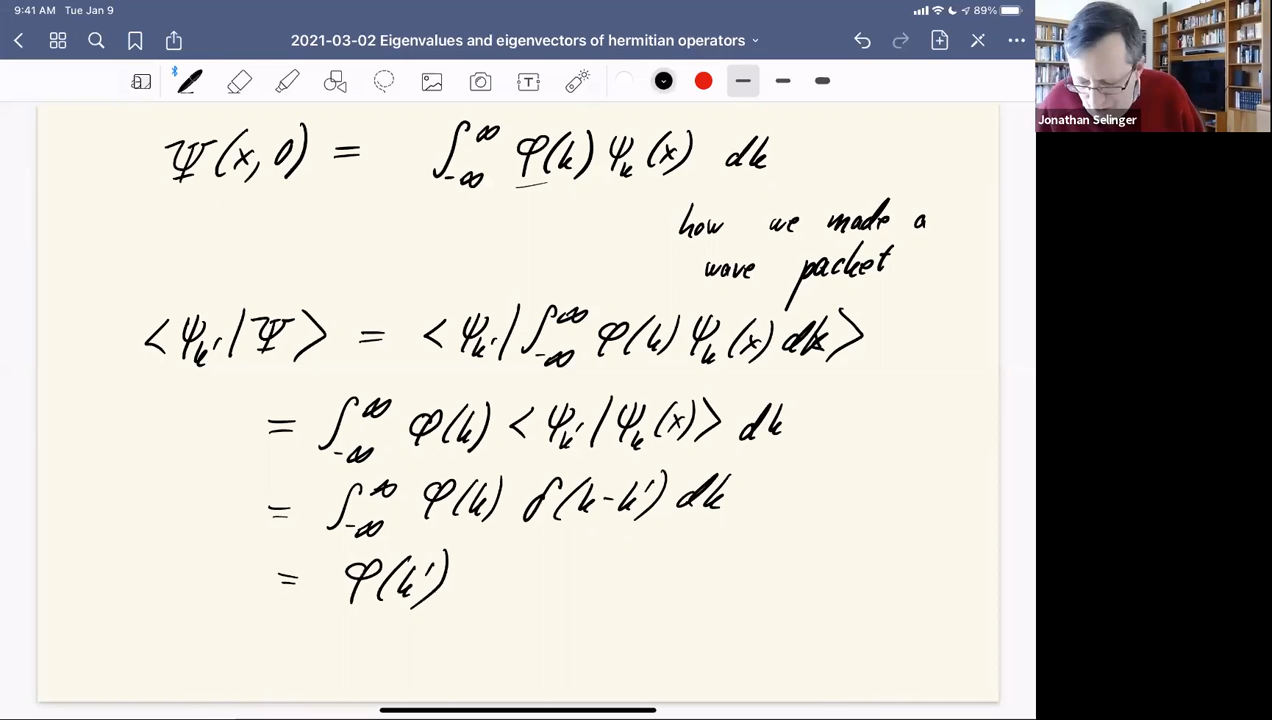 9:41 AM Tue Jan 9
89%
2021-03-02 Eigenvalues and eigenvectors of hermitian operators
Jonathan Selinger
Ψ(x, 0) = ∫_{-∞}^{∞} φ(k) ψ_k(x) dk
how we made a
wave packet
<ψ_{k'}|Ψ> = <ψ_{k'}|∫_{-∞}^{∞} φ(k) ψ_k(x) dk>
= ∫_{-∞}^{∞} φ(k) <ψ_{k'}|ψ_k(x)> dk
= ∫_{-∞}^{∞} φ(k) δ(k-k') dk
= φ(k')